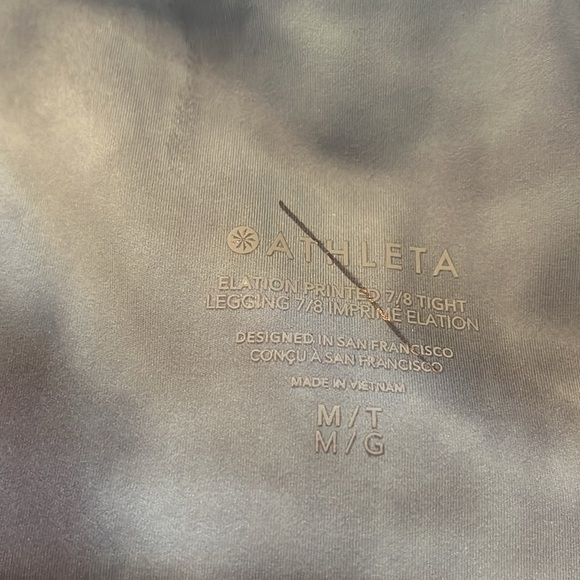 ATHLETA
ELATION PRINTED 7/8 TIGHT
LEGGING 7/8 IMPRIMÉ ELATION
DESIGNED IN SAN FRANCISCO
CONÇU À SAN FRANCISCO
MADE IN VIETNAM
M/T
M/G